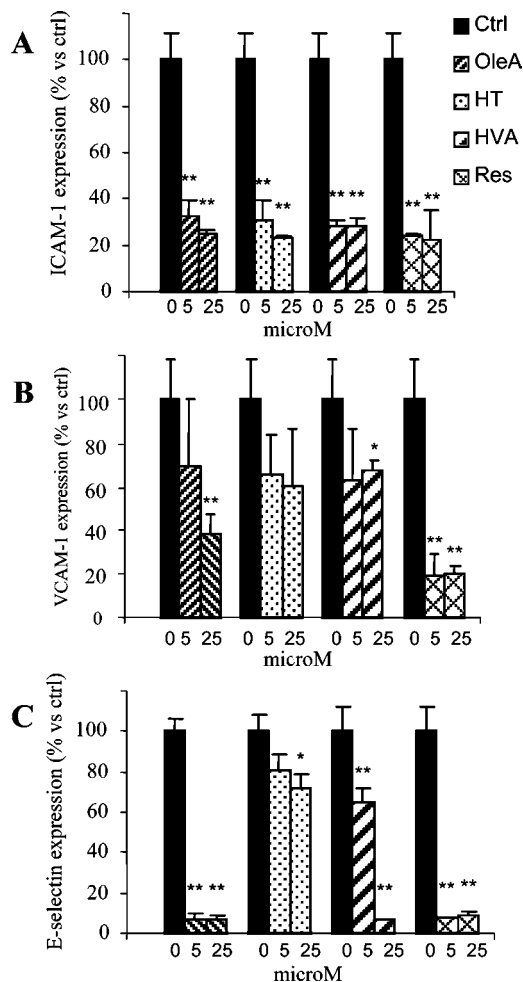 A
ICAM-1 expression (% vs ctrl)
100
80
60
40
20
0
** ** ** ** ** ** ** **
0 5 25 0 5 25 0 5 25 0 5 25
microM
Ctrl
OleA
HT
HVA
Res
B
VCAM-1 expression (% vs ctrl)
100
80
60
40
20
0
** * ** **
0 5 25 0 5 25 0 5 25 0 5 25
microM
C
E-selectin expression (% vs ctrl)
100
80
60
40
20
0
** ** * ** ** ** **
0 5 25 0 5 25 0 5 25 0 5 25
microM